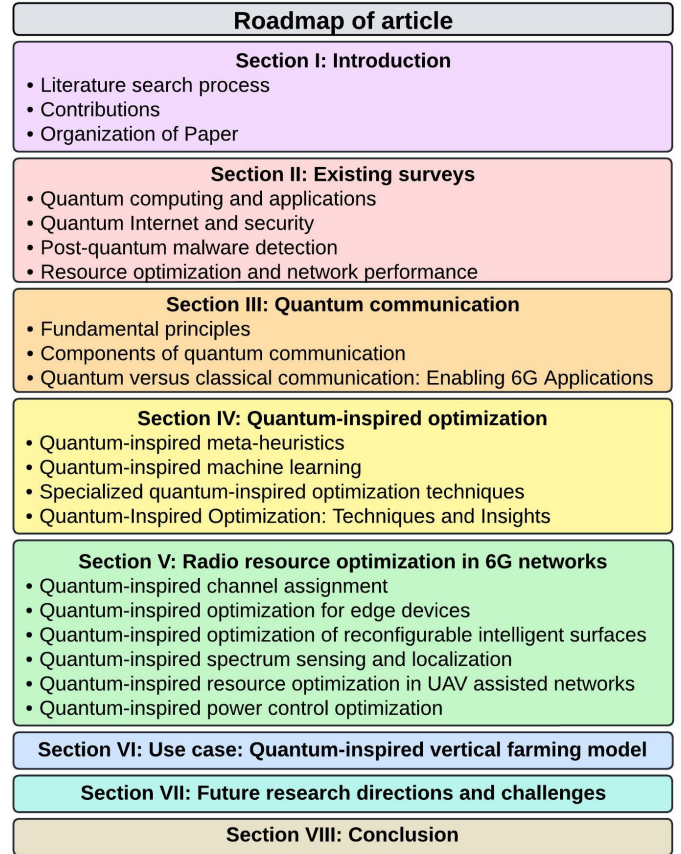 Roadmap of article
Section I: Introduction
• Literature search process
• Contributions
• Organization of Paper
Section II: Existing surveys
• Quantum computing and applications
• Quantum Internet and security
• Post-quantum malware detection
• Resource optimization and network performance
Section III: Quantum communication
• Fundamental principles
• Components of quantum communication
• Quantum versus classical communication: Enabling 6G Applications
Section IV: Quantum-inspired optimization
• Quantum-inspired meta-heuristics
• Quantum-inspired machine learning
• Specialized quantum-inspired optimization techniques
• Quantum-Inspired Optimization: Techniques and Insights
Section V: Radio resource optimization in 6G networks
• Quantum-inspired channel assignment
• Quantum-inspired optimization for edge devices
• Quantum-inspired optimization of reconfigurable intelligent surfaces
• Quantum-inspired spectrum sensing and localization
• Quantum-inspired resource optimization in UAV assisted networks
• Quantum-inspired power control optimization
Section VI: Use case: Quantum-inspired vertical farming model
Section VII: Future research directions and challenges
Section VIII: Conclusion